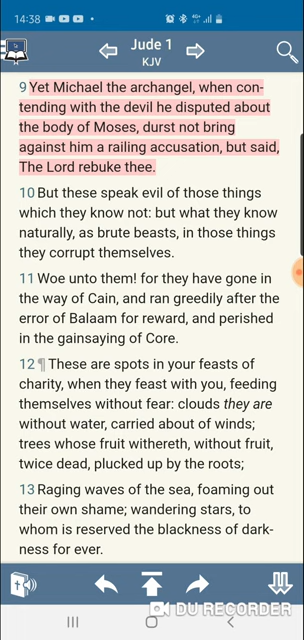 14:38
4G+
Jude 1
KJV
9 Yet Michael the archangel, when con-
tending with the devil he disputed about
the body of Moses, durst not bring
against him a railing accusation, but said,
The Lord rebuke thee.
10 But these speak evil of those things
which they know not: but what they know
naturally, as brute beasts, in those things
they corrupt themselves.
11 Woe unto them! for they have gone in
the way of Cain, and ran greedily after the
error of Balaam for reward, and perished
in the gainsaying of Core.
12 ¶ These are spots in your feasts of
charity, when they feast with you, feeding
themselves without fear: clouds they are
without water, carried about of winds;
trees whose fruit withereth, without fruit,
twice dead, plucked up by the roots;
13 Raging waves of the sea, foaming out
their own shame; wandering stars, to
whom is reserved the blackness of dark-
ness for ever.
DU RECORDER